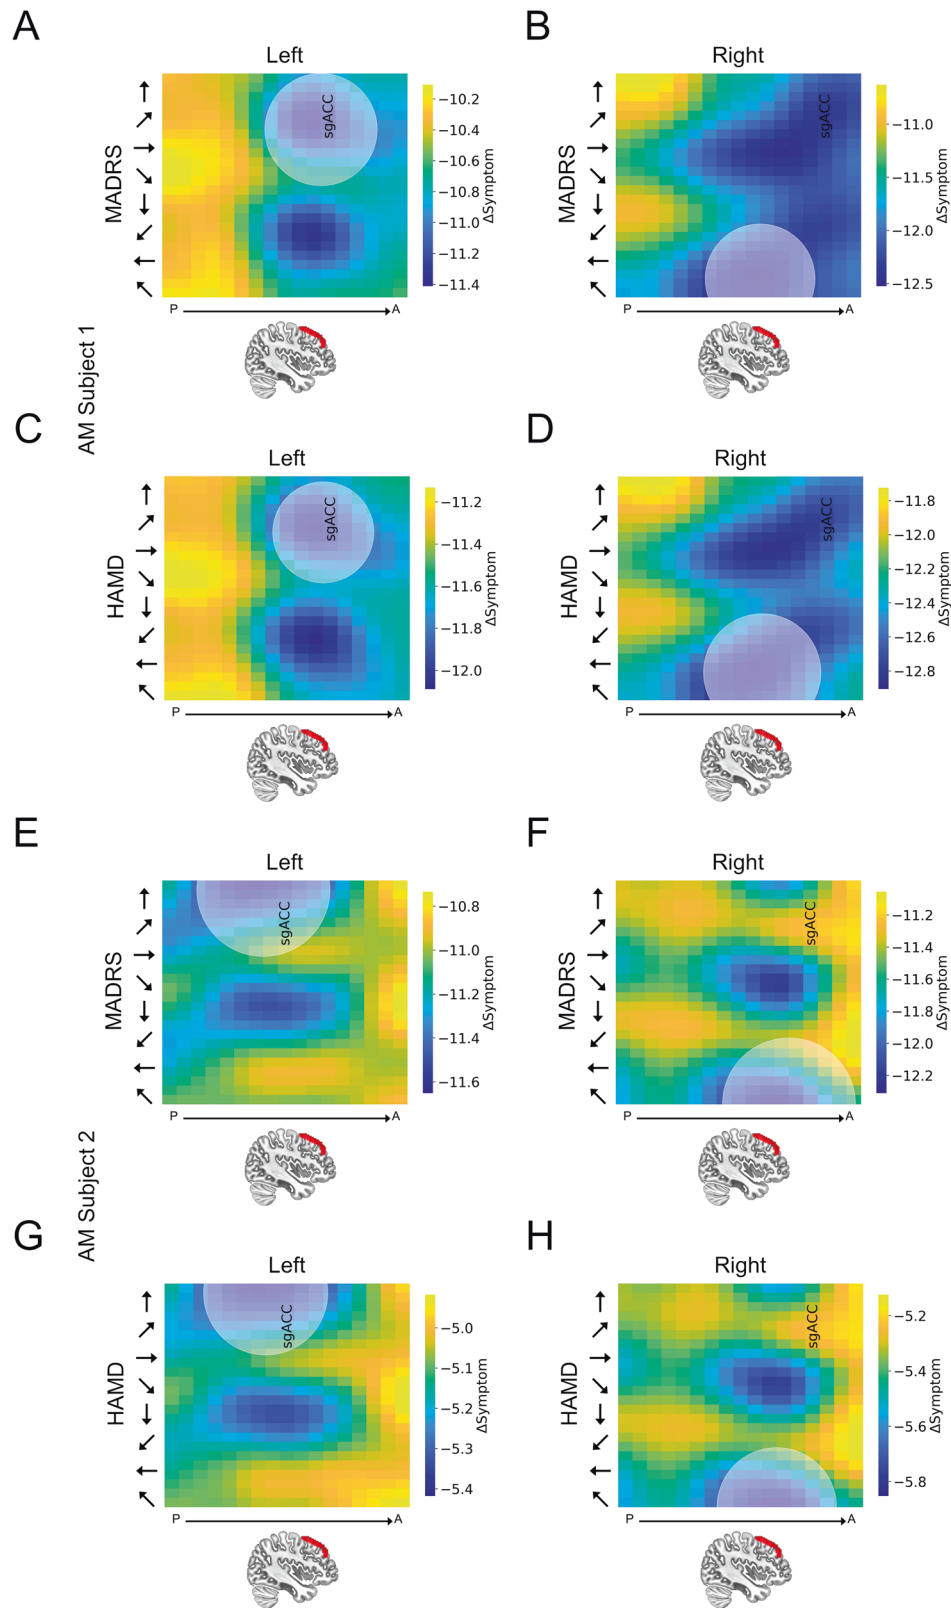 A
B
Left
Right
MADRS
sgACC
−10.2
−10.4
−10.6
−10.8
−11.0
−11.2
−11.4
ΔSymptom
P
A
MADRS
sgACC
−11.0
−11.5
−12.0
−12.5
ΔSymptom
P
A
AM Subject 1
C
D
Left
Right
HAMD
sgACC
−11.2
−11.4
−11.6
−11.8
−12.0
ΔSymptom
P
A
HAMD
sgACC
−11.8
−12.0
−12.2
−12.4
−12.6
−12.8
ΔSymptom
P
A
E
F
Left
Right
MADRS
sgACC
−10.8
−11.0
−11.2
−11.4
−11.6
ΔSymptom
P
A
MADRS
sgACC
−11.2
−11.4
−11.6
−11.8
−12.0
−12.2
ΔSymptom
P
A
AM Subject 2
G
H
Left
Right
HAMD
sgACC
−5.0
−5.1
−5.2
−5.3
−5.4
ΔSymptom
P
A
HAMD
sgACC
−5.2
−5.4
−5.6
−5.8
ΔSymptom
P
A